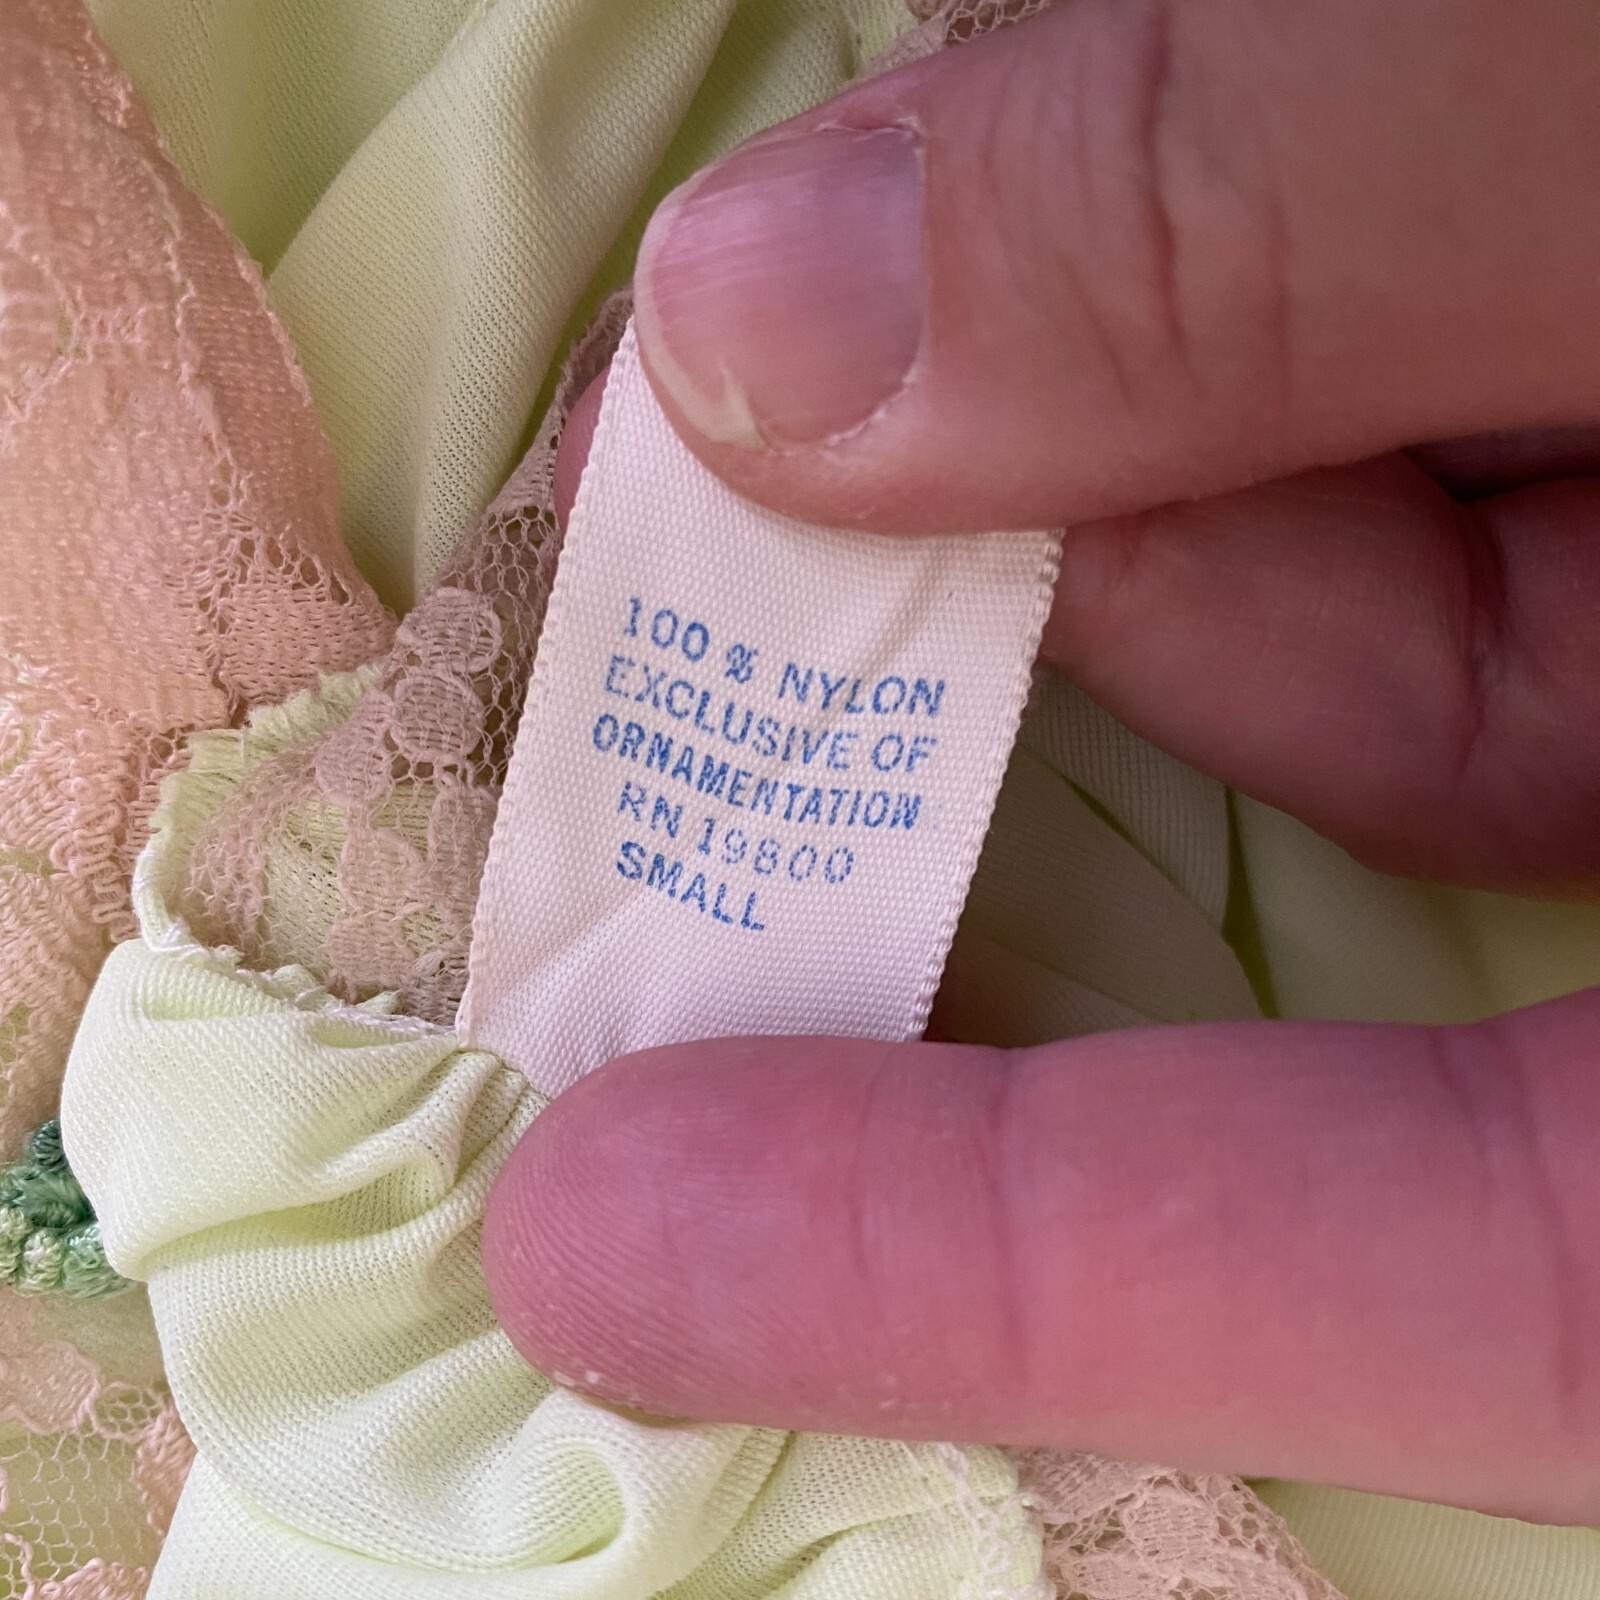 100 % NYLON
EXCLUSIVE OF
ORNAMENTATION
RN 19800
SMALL